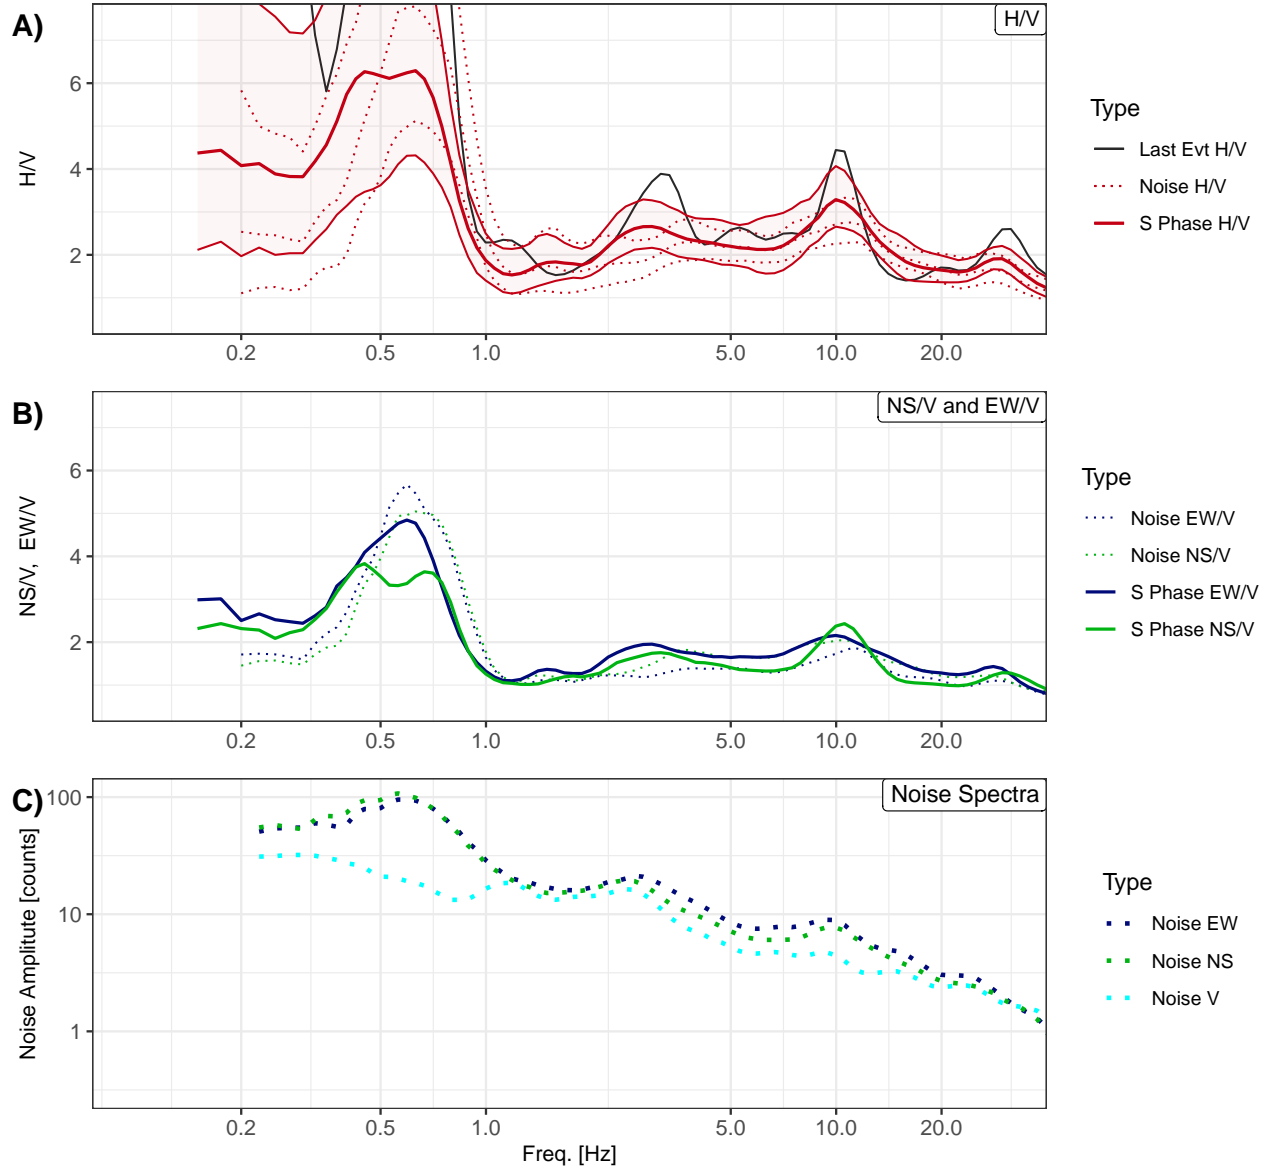 A)
H/V
6
4
2
H/V
0.2 0.5 1.0 5.0 10.0 20.0
Type
Last Evt H/V
Noise H/V
S Phase H/V
B)
NS/V and EW/V
6
4
2
NS/V, EW/V
0.2 0.5 1.0 5.0 10.0 20.0
Type
Noise EW/V
Noise NS/V
S Phase EW/V
S Phase NS/V
C)
Noise Spectra
100
10
1
Noise Amplitute [counts]
0.2 0.5 1.0 5.0 10.0 20.0
Freq. [Hz]
Type
Noise EW
Noise NS
Noise V